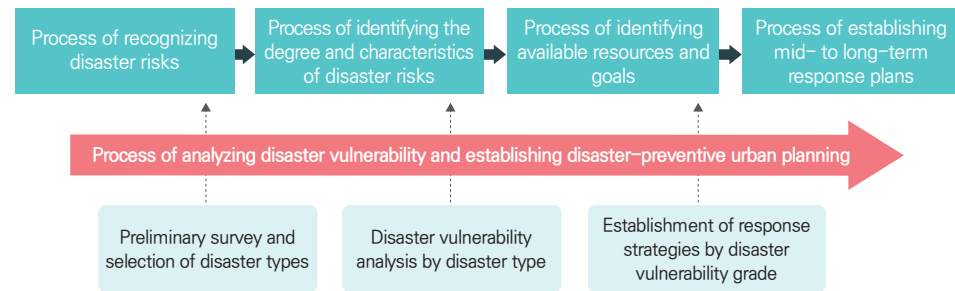 Process of recognizing
disaster risks
Process of identifying the
degree and characteristics
of disaster risks
Process of identifying
available resources and
goals
Process of establishing
mid- to long-term
response plans
Process of analyzing disaster vulnerability and establishing disaster-preventive urban planning
Preliminary survey and
selection of disaster types
Disaster vulnerability
analysis by disaster type
Establishment of response
strategies by disaster
vulnerability grade